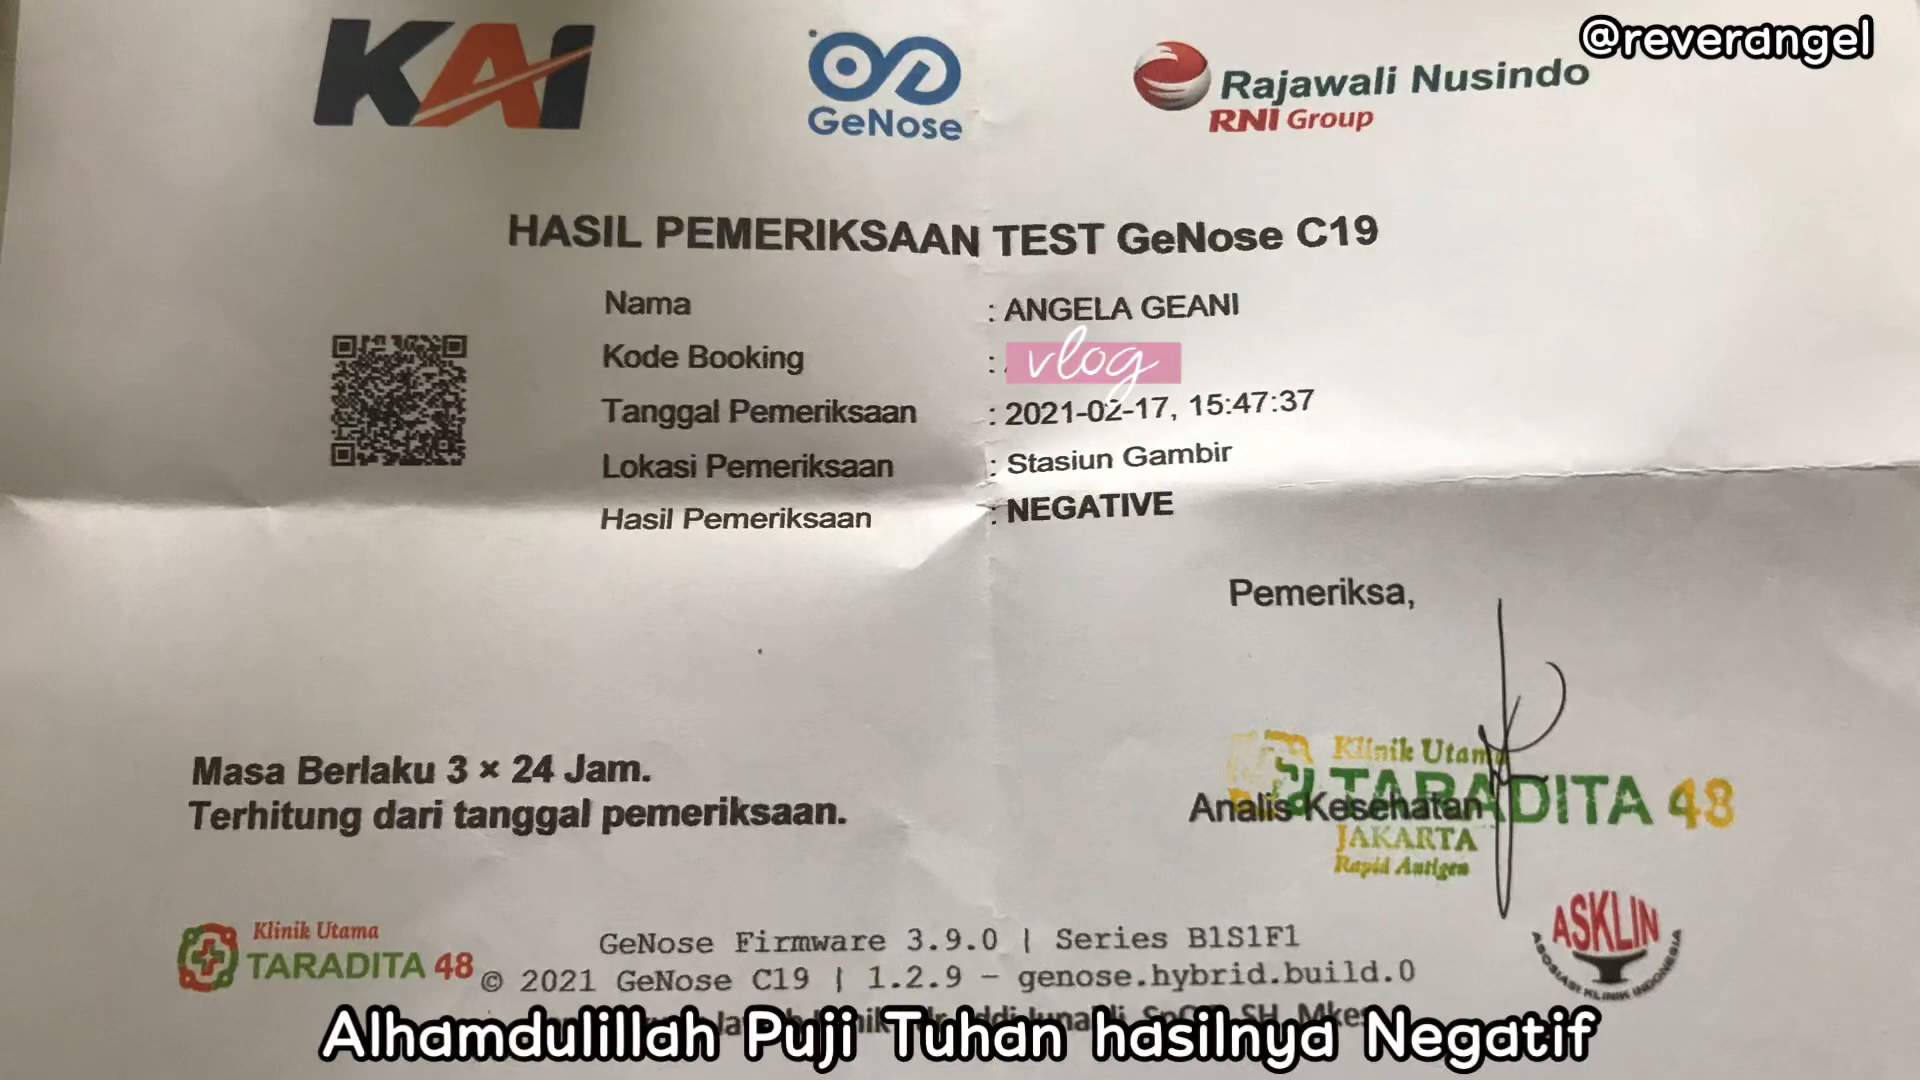 @reverangel
KAI
GeNose
Rajawali Nusindo
RNI Group
HASIL PEMERIKSAAN TEST GeNose C19
Nama : ANGELA GEANI
Kode Booking : vlog
Tanggal Pemeriksaan : 2021-02-17, 15:47:37
Lokasi Pemeriksaan : Stasiun Gambir
Hasil Pemeriksaan : NEGATIVE
Pemeriksa,
Masa Berlaku 3 × 24 Jam.
Terhitung dari tanggal pemeriksaan.
Klinik Utama
TARADITA 48
Analis Kesehatan
JAKARTA
Rapid Antigen
Klinik Utama
TARADITA 48
GeNose Firmware 3.9.0 | Series B1S1F1
© 2021 GeNose C19 | 1.2.9 - genose.hybrid.build.0
ASKLIN
ASOSIASI KLINIK INDONESIA
Alhamdulillah Puji Tuhan hasilnya Negatif